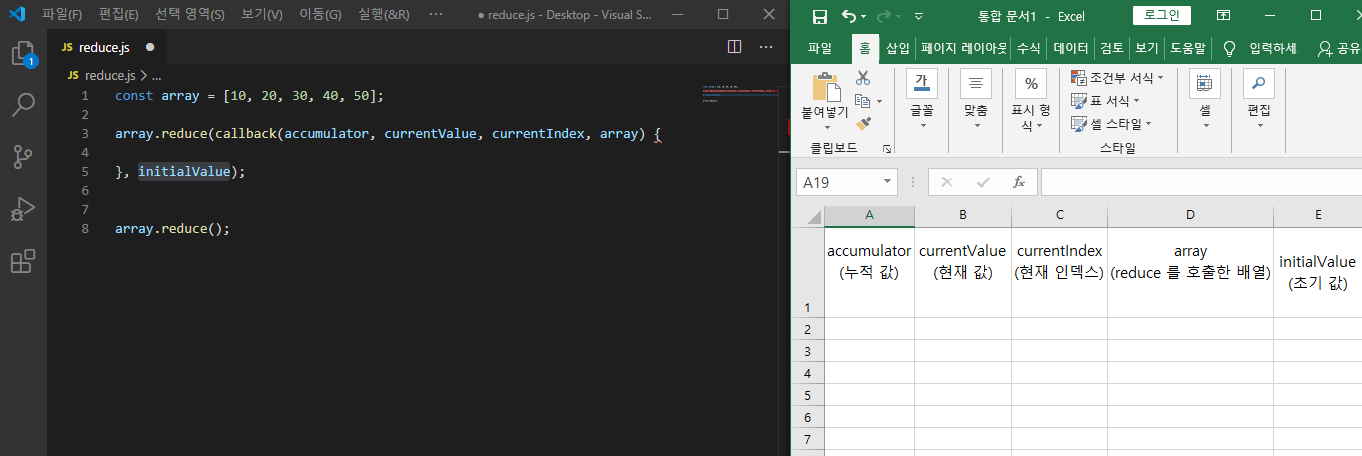 파일(F) 편집(E) 선택 영역(S) 보기(V) 이동(G) 실행(&R) ··· ● reduce.js - Desktop - Visual S...
JS reduce.js ●
JS reduce.js > ...
1 const array = [10, 20, 30, 40, 50];
2
3 array.reduce(callback(accumulator, currentValue, currentIndex, array) {
4
5 }, initialValue);
6
7
8 array.reduce();
1
통합 문서1 - Excel 로그인
파일 홈 삽입 페이지 레이아웃 수식 데이터 검토 보기 도움말 입력하세 공유
붙여넣기
클립보드
가
글꼴
맞춤
%
표시 형
식
조건부 서식
표 서식
셀 스타일
스타일
셀
편집
A19 fx
A B C D E
1
accumulator
(누적 값)
currentValue
(현재 값)
currentIndex
(현재 인덱스)
array
(reduce 를 호출한 배열)
initialValue
(초기 값)
2
3
4
5
6
7